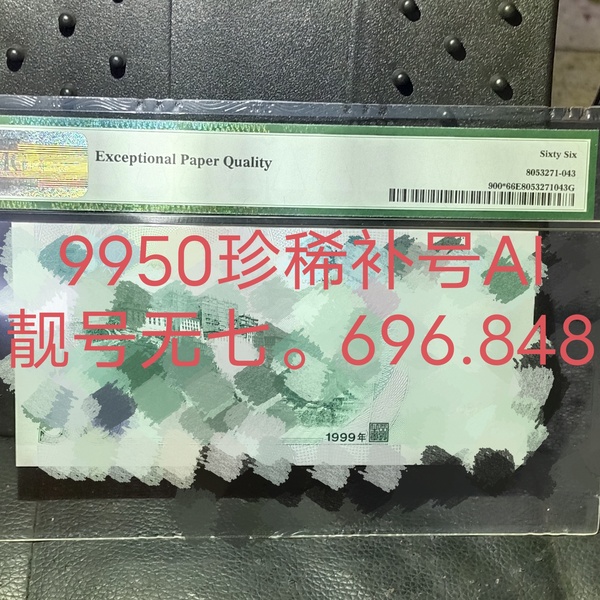 Exceptional Paper Quality
Sixty Six
8053271-043
900*66E8053271043G
9950珍稀补号AI
靓号无七。696.848
1999年